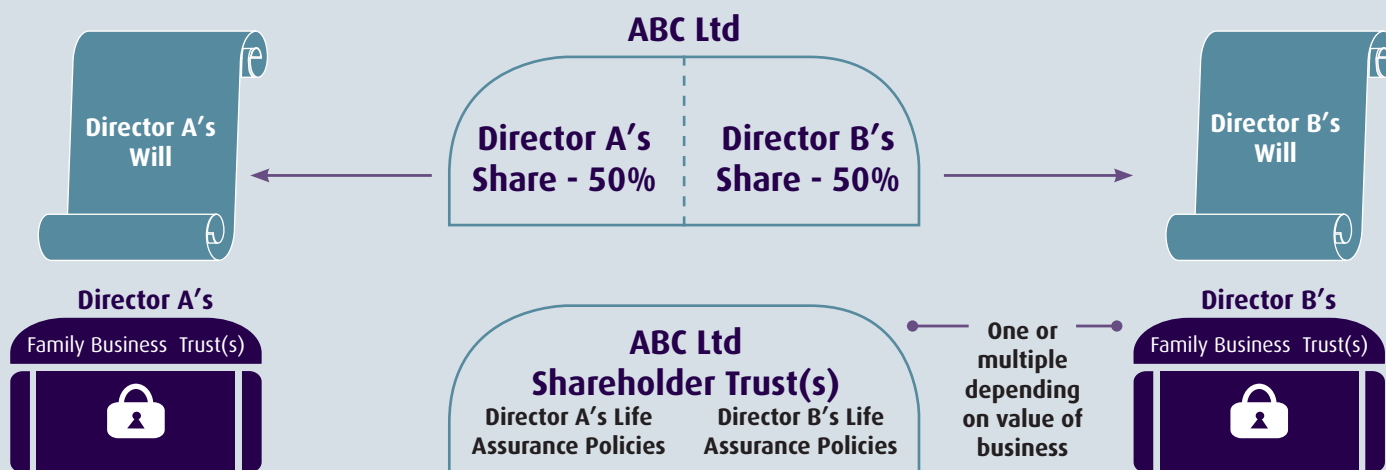 ABC Ltd
Director A's
Will
Director A's
Share - 50%
Director B's
Share - 50%
Director B's
Will
Director A's
Family Business Trust(s)
ABC Ltd
Shareholder Trust(s)
Director A's Life
Assurance Policies
Director B's Life
Assurance Policies
One or
multiple
depending
on value of
business
Director B's
Family Business Trust(s)